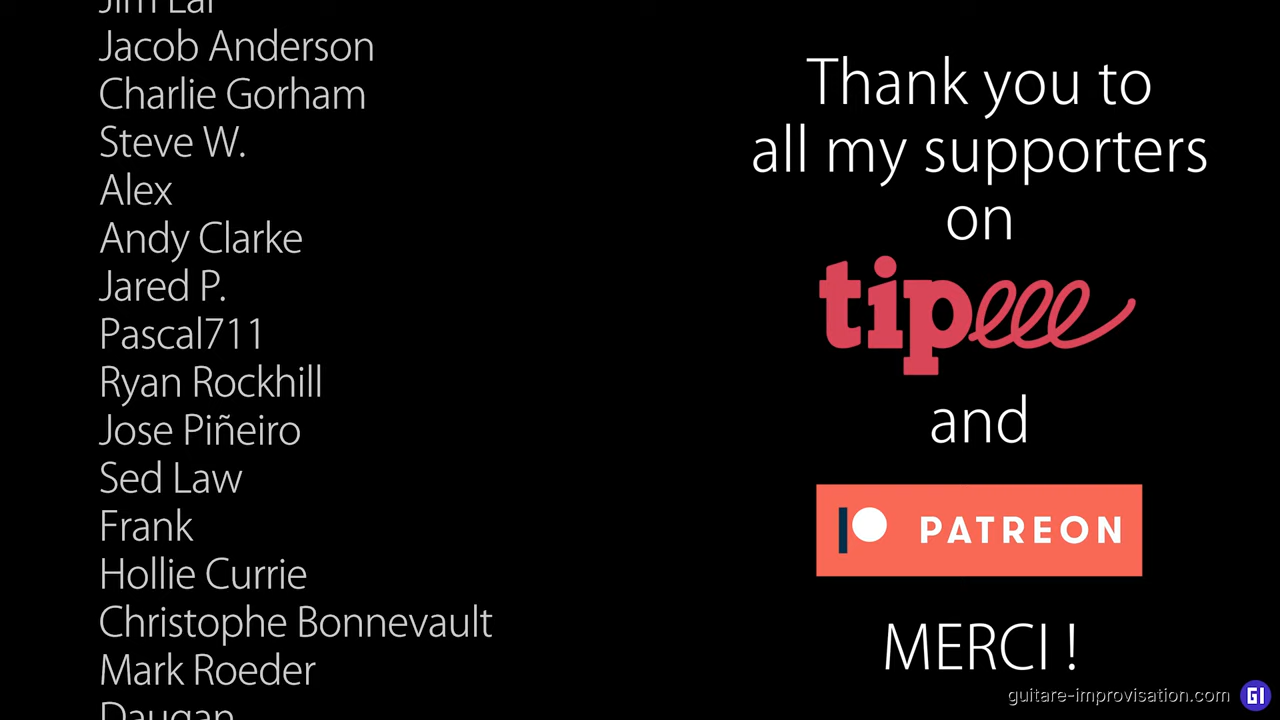 Jacob Anderson
Charlie Gorham
Steve W.
Alex
Andy Clarke
Jared P.
Pascal711
Ryan Rockhill
Jose Piñeiro
Sed Law
Frank
Hollie Currie
Christophe Bonnevault
Mark Roeder
Daugan
Thank you to
all my supporters
on
tipeee
and
PATREON
MERCI !
guitare-improvisation.com GI